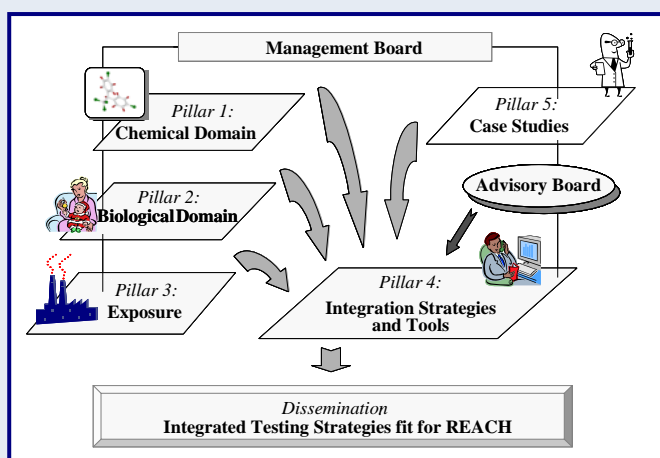 Management Board
Pillar 1:
Chemical Domain
Pillar 5:
Case Studies
Pillar 2:
Biological Domain
Advisory Board
Pillar 3:
Exposure
Pillar 4:
Integration Strategies
and Tools
Dissemination
Integrated Testing Strategies fit for REACH